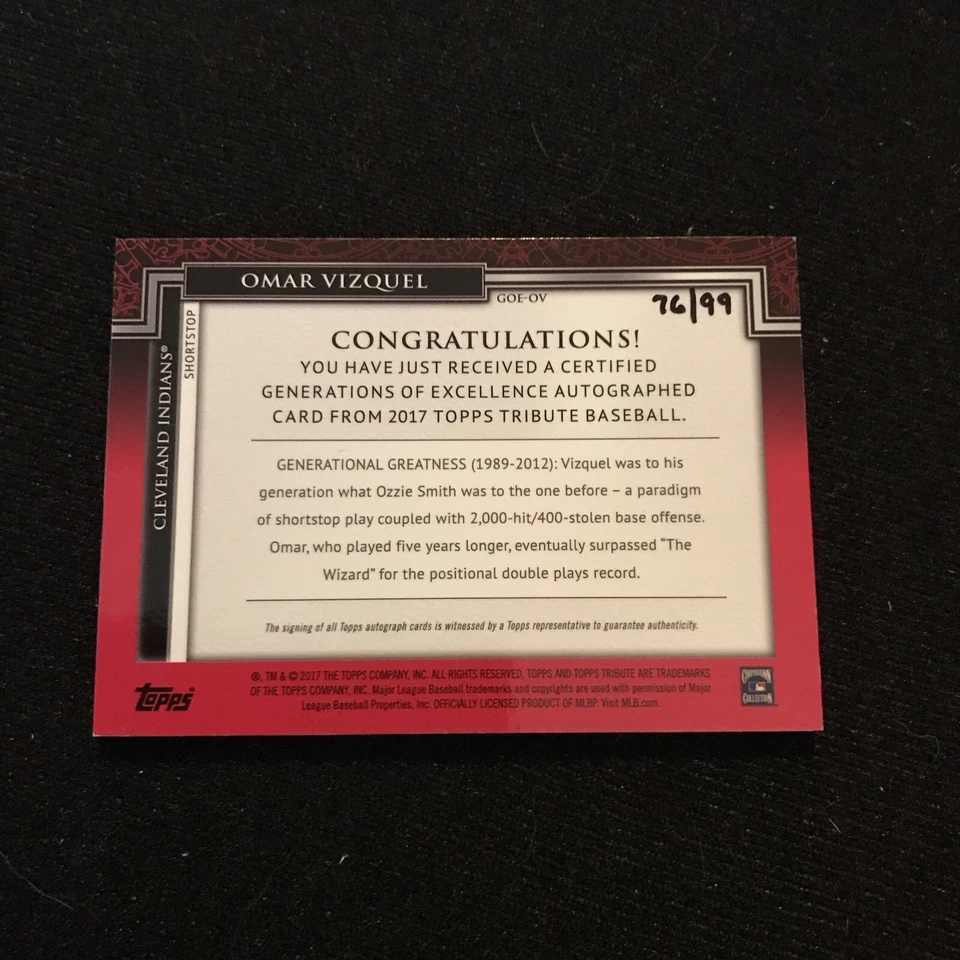 OMAR VIZQUEL
GOE-OV
76/99
CLEVELAND INDIANS®
SHORTSTOP
CONGRATULATIONS!
YOU HAVE JUST RECEIVED A CERTIFIED
GENERATIONS OF EXCELLENCE AUTOGRAPHED
CARD FROM 2017 TOPPS TRIBUTE BASEBALL.
GENERATIONAL GREATNESS (1989-2012): Vizquel was to his
generation what Ozzie Smith was to the one before – a paradigm
of shortstop play coupled with 2,000-hit/400-stolen base offense.
Omar, who played five years longer, eventually surpassed “The
Wizard” for the positional double plays record.
The signing of all Topps autograph cards is witnessed by a Topps representative to guarantee authenticity.
®, TM & © 2017 THE TOPPS COMPANY, INC. ALL RIGHTS RESERVED. TOPPS AND TOPPS TRIBUTE ARE TRADEMARKS
OF THE TOPPS COMPANY, INC. Major League Baseball trademarks and copyrights are used with permission of Major
League Baseball Properties, Inc. OFFICIALLY LICENSED PRODUCT OF MLBP. Visit MLB.com.
topps
COOPERSTOWN
COLLECTION